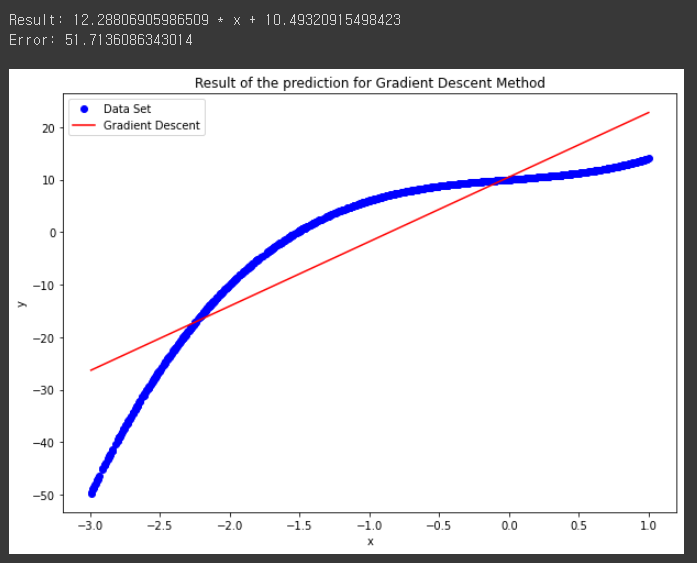 Result: 12.28806905986509 * x + 10.49320915498423
Error: 51.7136086343014
Result of the prediction for Gradient Descent Method
Data Set
Gradient Descent
20
10
0
−10
−20
−30
−40
−50
y
−3.0 −2.5 −2.0 −1.5 −1.0 −0.5 0.0 0.5 1.0
x